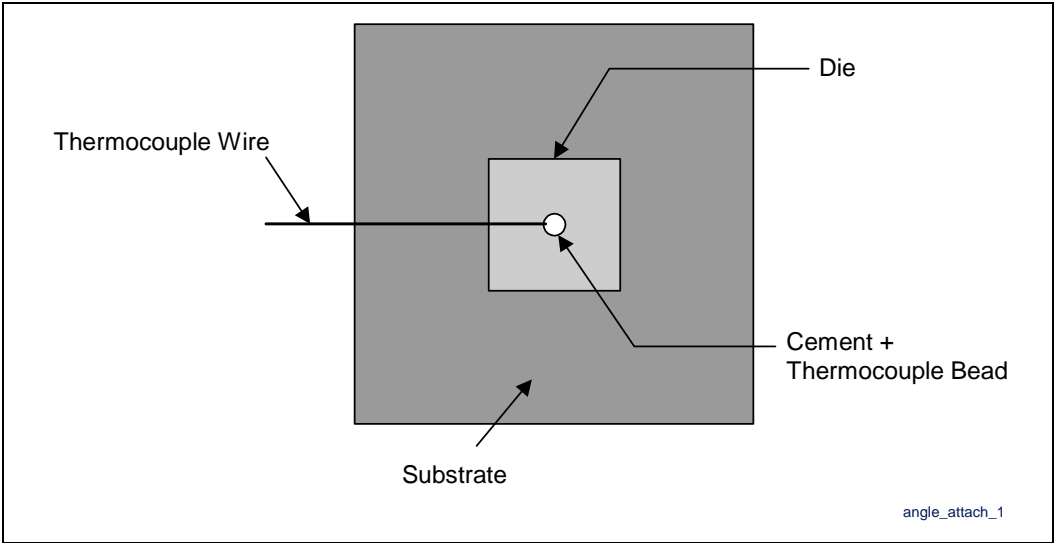 Die
Thermocouple Wire
Cement +
Thermocouple Bead
Substrate
angle_attach_1